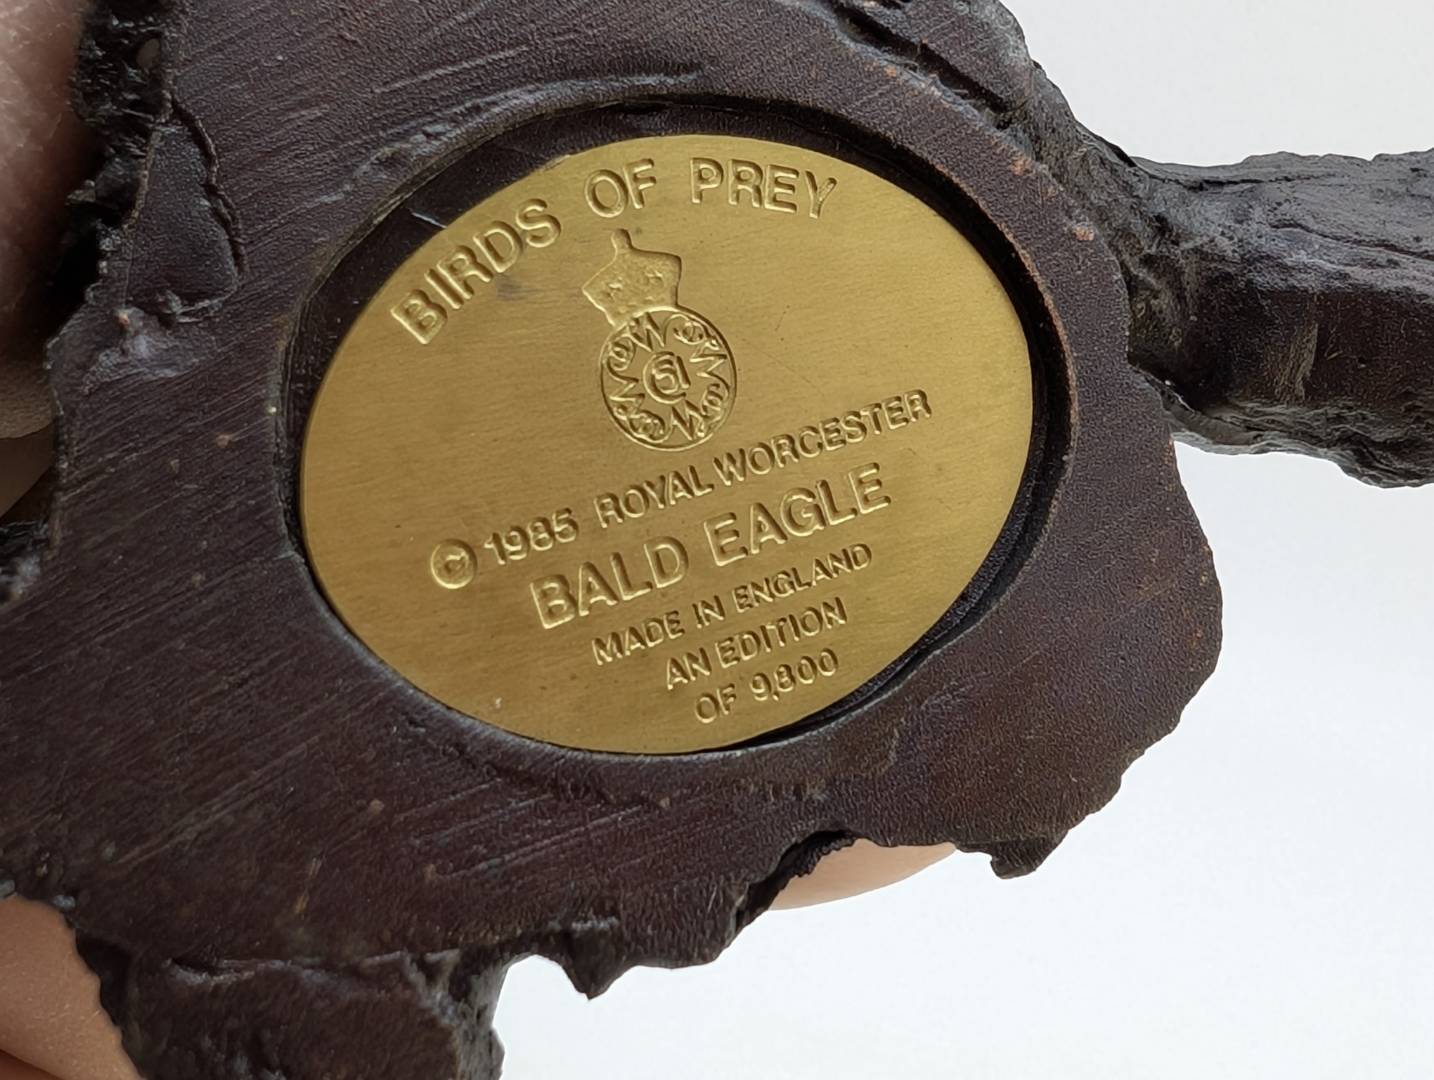 BIRDS OF PREY
51
© 1985 ROYAL WORCESTER
BALD EAGLE
MADE IN ENGLAND
AN EDITION
OF 9,800